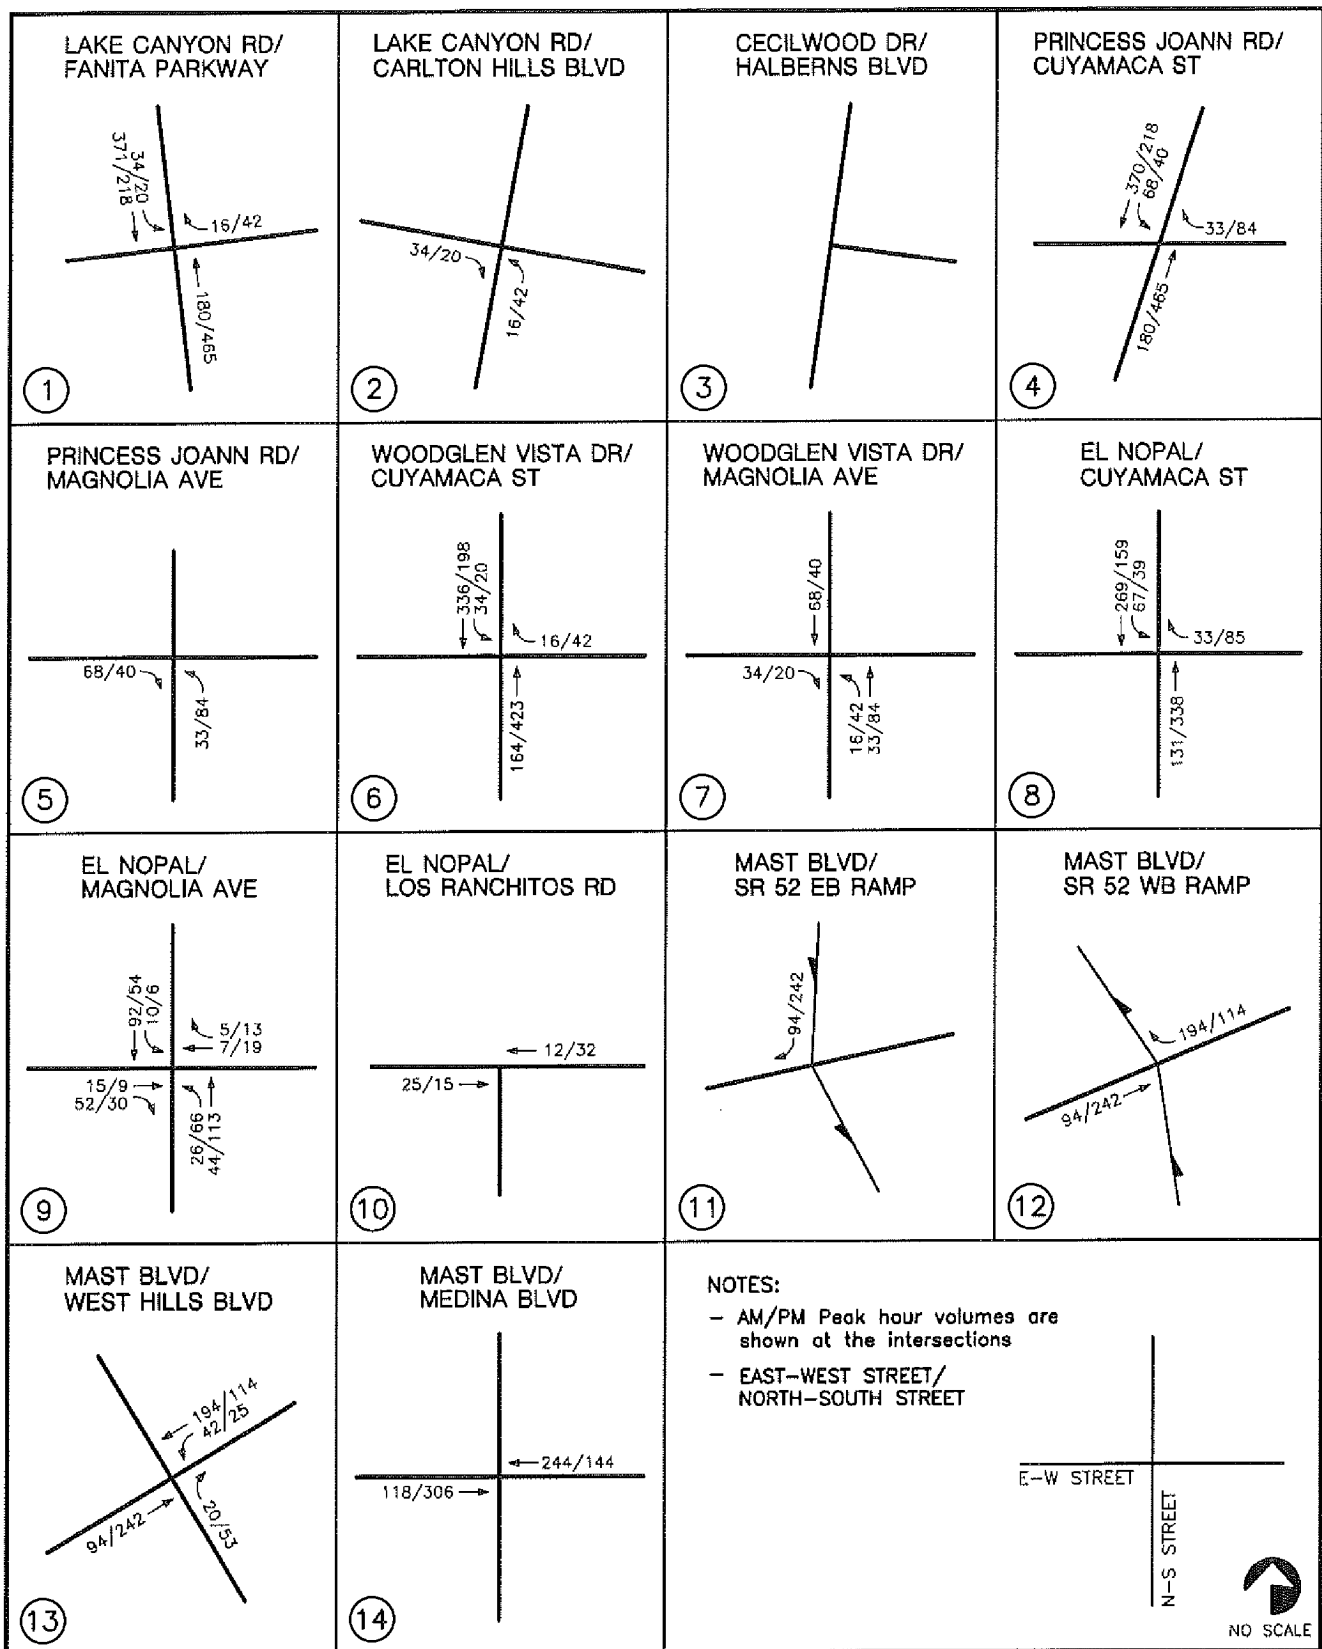 LAKE CANYON RD/
FANITA PARKWAY
34/20
371/218
16/42
180/465
1
LAKE CANYON RD/
CARLTON HILLS BLVD
34/20
16/42
2
CECILWOOD DR/
HALBERNS BLVD
3
PRINCESS JOANN RD/
CUYAMACA ST
370/218
68/40
33/84
180/465
4
PRINCESS JOANN RD/
MAGNOLIA AVE
68/40
33/84
5
WOODGLEN VISTA DR/
CUYAMACA ST
336/198
34/20
16/42
164/423
6
WOODGLEN VISTA DR/
MAGNOLIA AVE
68/40
34/20
16/42
33/84
7
EL NOPAL/
CUYAMACA ST
269/159
67/39
33/85
131/338
8
EL NOPAL/
MAGNOLIA AVE
92/54
10/6
5/13
7/19
15/9
52/30
26/66
44/113
9
EL NOPAL/
LOS RANCHITOS RD
12/32
25/15
10
MAST BLVD/
SR 52 EB RAMP
94/242
11
MAST BLVD/
SR 52 WB RAMP
194/114
94/242
12
MAST BLVD/
WEST HILLS BLVD
194/114
42/25
94/242
20/53
13
MAST BLVD/
MEDINA BLVD
244/144
118/306
14
NOTES:
– AM/PM Peak hour volumes are
shown at the intersections
– EAST–WEST STREET/
NORTH–SOUTH STREET
E–W STREET
N–S STREET
NO SCALE